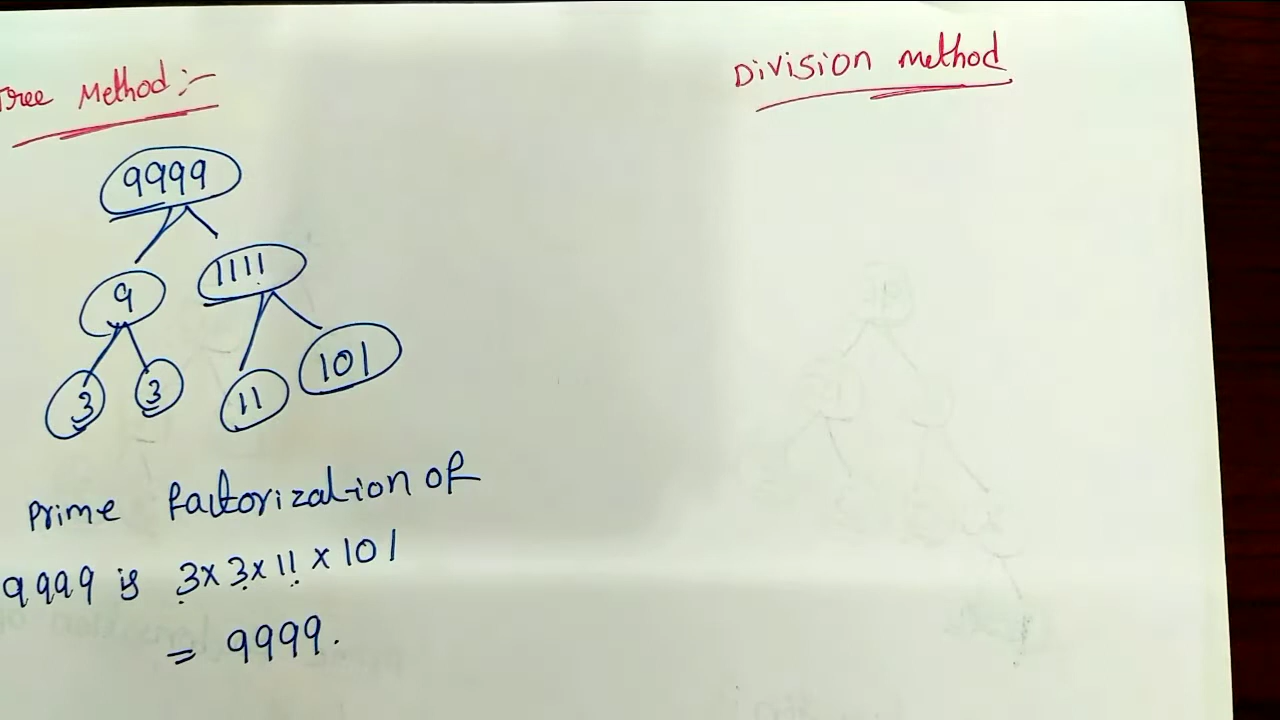 Tree Method:-
Division method
9999
9 1111
3 3 11 101
Prime factorization of
9999 is 3x3x11x101
= 9999.